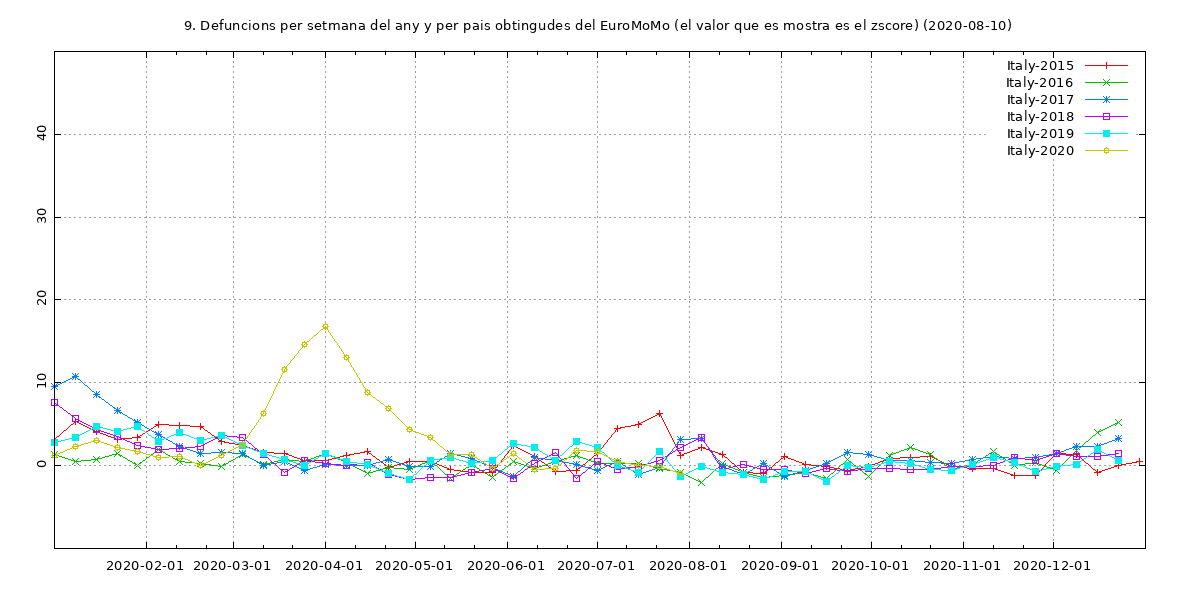 9. Defuncions per setmana del any y per pais obtingudes del EuroMoMo (el valor que es mostra es el zscore) (2020-08-10)
Italy-2015
Italy-2016
Italy-2017
Italy-2018
Italy-2019
Italy-2020
40
30
20
10
0
2020-02-01 2020-03-01 2020-04-01 2020-05-01 2020-06-01 2020-07-01 2020-08-01 2020-09-01 2020-10-01 2020-11-01 2020-12-01